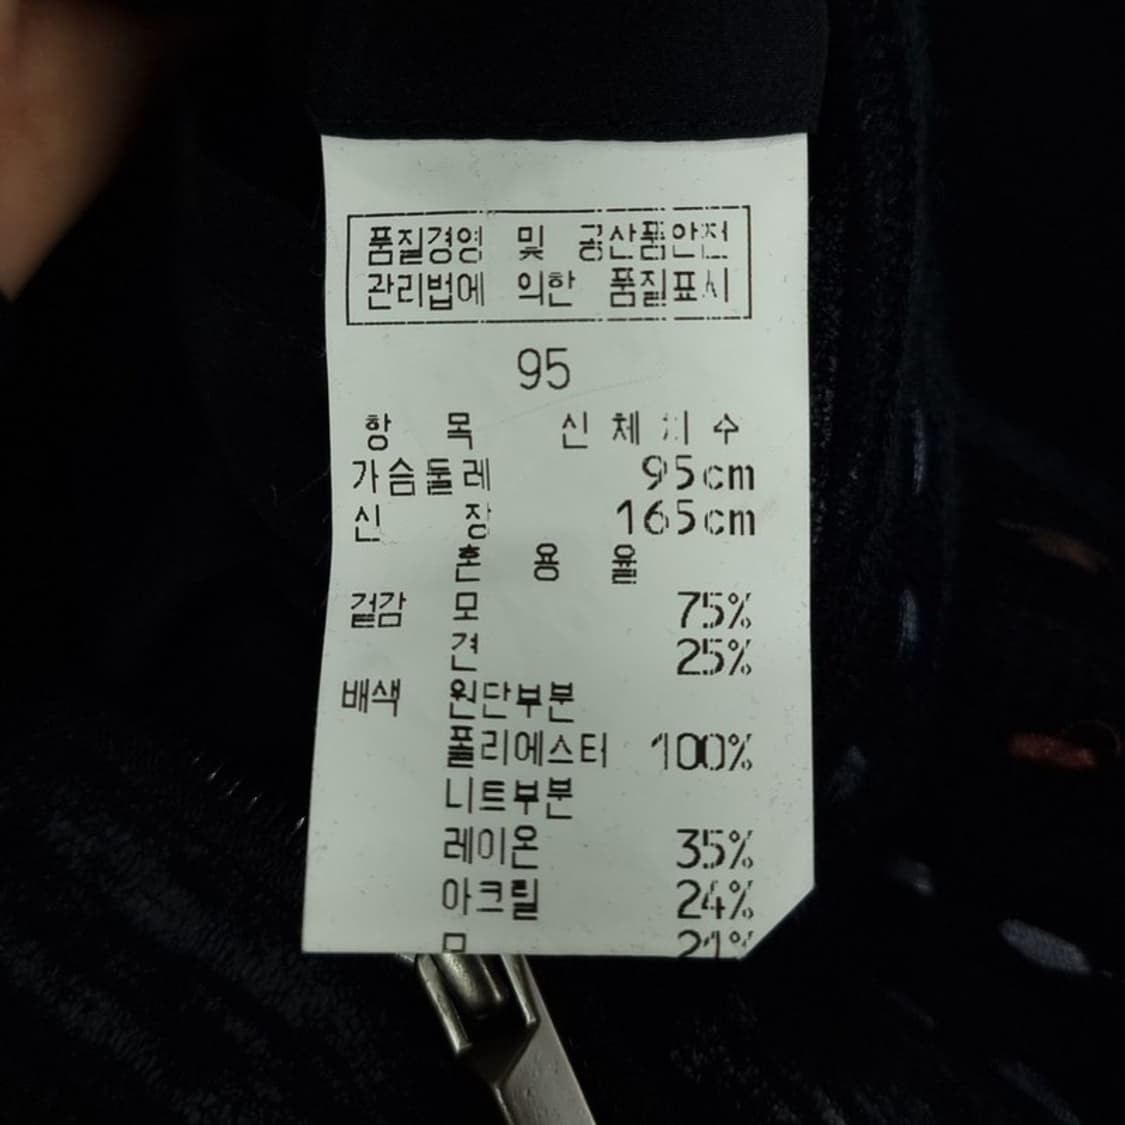 품질경영 및 공산품안전
관리법에 의한 품질표시
95
항 목 신체치수
가슴둘레 95cm
신 장 165cm
혼 용 율
겉감 모 75%
견 25%
배색 원단부분
폴리에스터 100%
니트부분
레이온 35%
아크릴 24%
모 21%